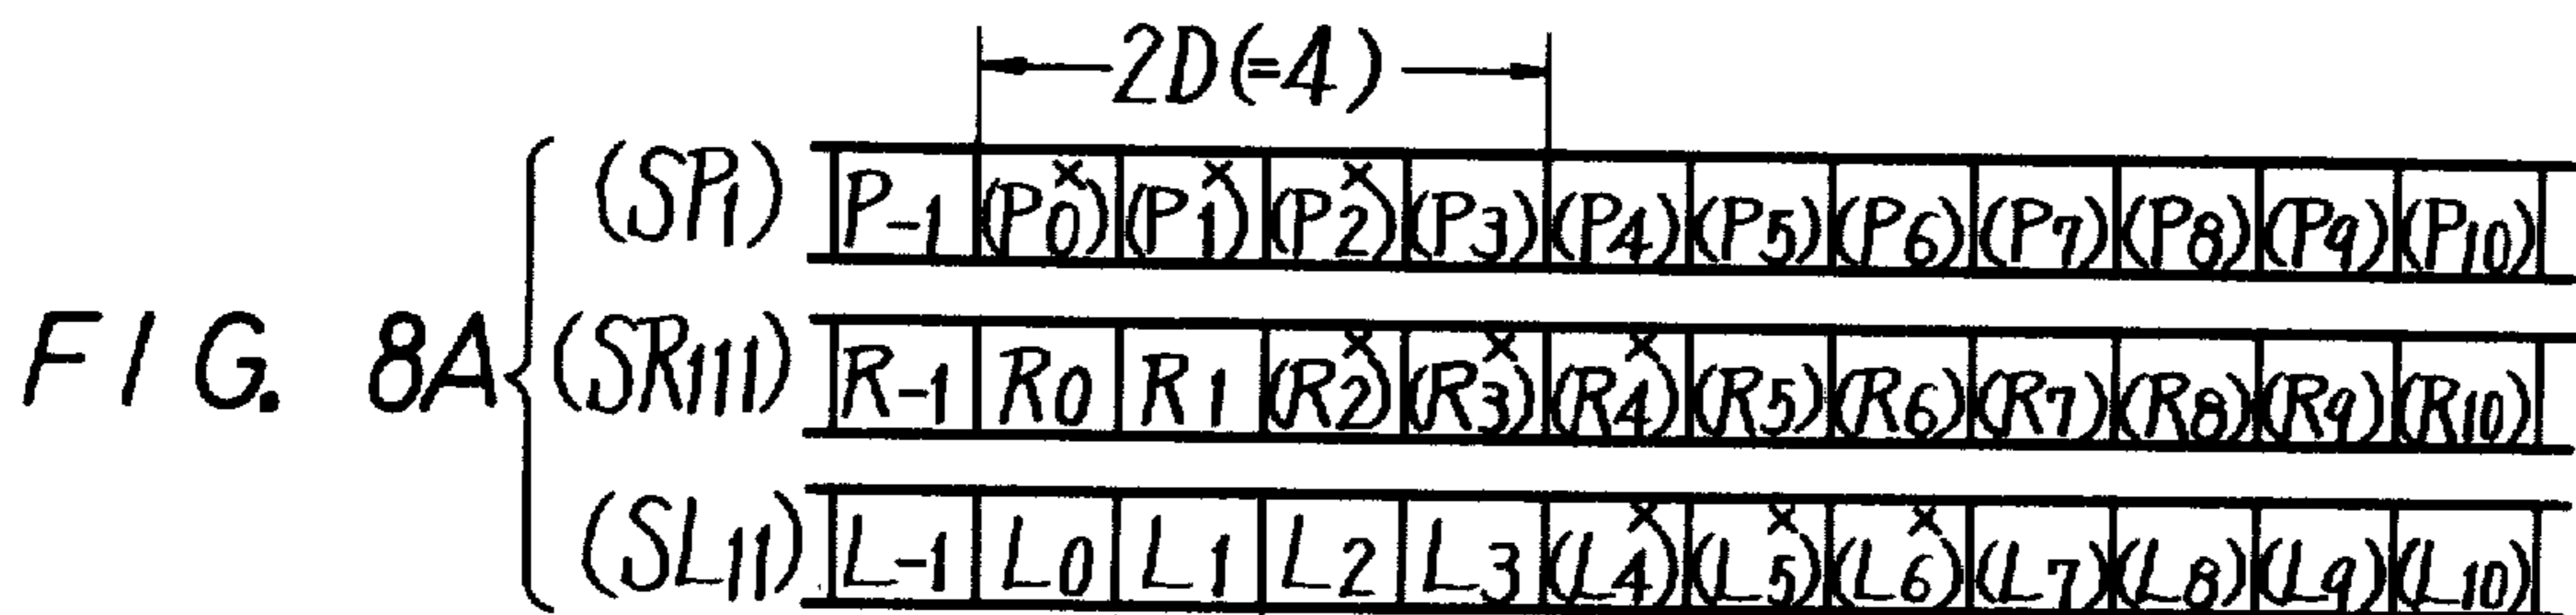 2D(=4)
(SP1) P-1 (P0) × (P1) × (P2) × (P3) (P4) (P5) (P6) (P7) (P8) (P9) (P10)
FIG. 8A (SR111) R-1 R0 R1 (R2) × (R3) × (R4) × (R5) (R6) (R7) (R8) (R9) (R10)
(SL11) L-1 L0 L1 L2 L3 (L4) × (L5) × (L6) × (L7) (L8) (L9) (L10)